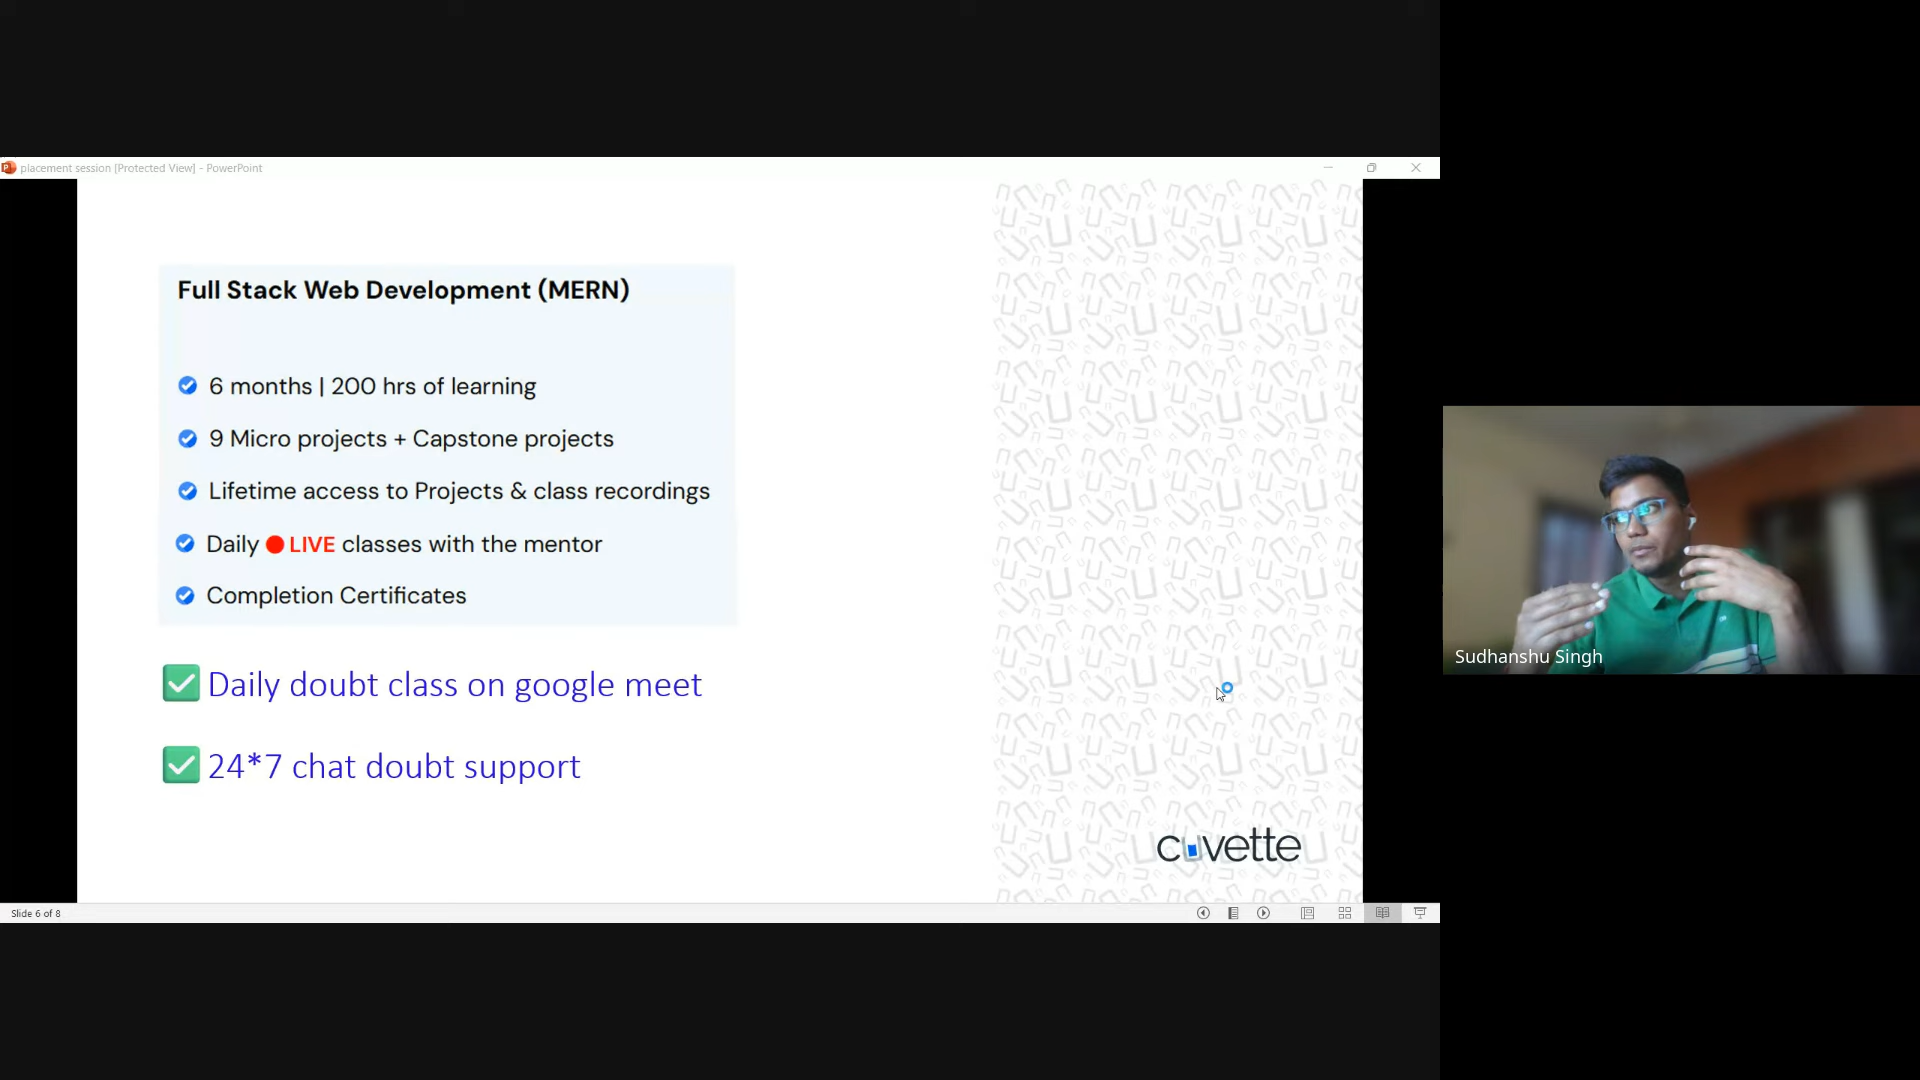 placement session [Protected View] - PowerPoint
Full Stack Web Development (MERN)
6 months | 200 hrs of learning
9 Micro projects + Capstone projects
Lifetime access to Projects & class recordings
Daily LIVE classes with the mentor
Completion Certificates
Daily doubt class on google meet
24*7 chat doubt support
cuvette
Slide 6 of 8
Sudhanshu Singh